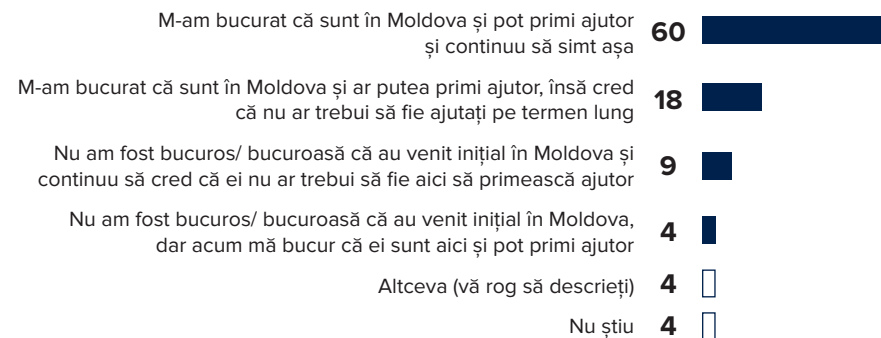 M-am bucurat că sunt în Moldova și pot primi ajutor
și continuu să simt așa
60
M-am bucurat că sunt în Moldova și ar putea primi ajutor, însă cred
că nu ar trebui să fie ajutați pe termen lung
18
Nu am fost bucuros/ bucuroasă că au venit inițial în Moldova și
continuu să cred că ei nu ar trebui să fie aici să primească ajutor
9
Nu am fost bucuros/ bucuroasă că au venit inițial în Moldova,
dar acum mă bucur că ei sunt aici și pot primi ajutor
4
Altceva (vă rog să descrieți)
4
Nu știu
4